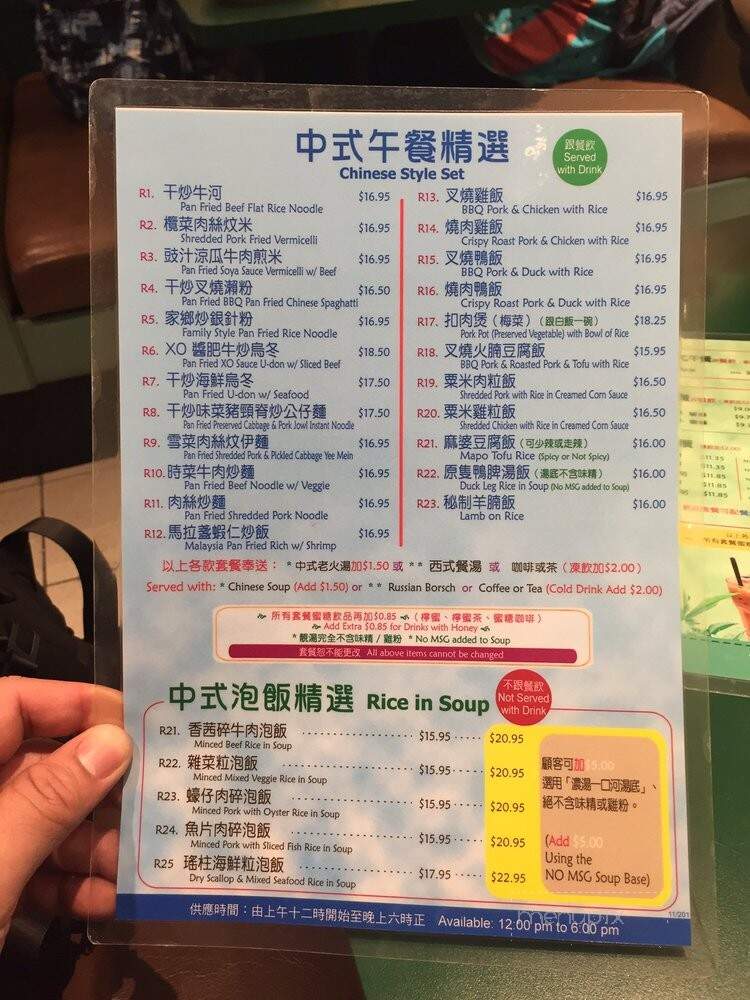 中式午餐精選
Chinese Style Set
跟餐飲
Served
with Drink
R1. 干炒牛河 $16.95
Pan Fried Beef Flat Rice Noodle
R2. 欖菜肉絲炆米 $16.95
Shredded Pork Fried Vermicelli
R3. 豉汁涼瓜牛肉煎米 $16.95
Pan Fried Soya Sauce Vermicelli w/ Beef
R4. 干炒叉燒瀨粉 $16.50
Pan Fried BBQ Pan Fried Chinese Spaghatti
R5. 家鄉炒銀針粉 $16.95
Family Style Pan Fried Rice Noodle
R6. XO 醬肥牛炒烏冬 $18.50
Pan Fried XO Sauce U-don w/ Sliced Beef
R7. 干炒海鮮烏冬 $17.50
Pan Fried U-don w/ Seafood
R8. 干炒味菜豬頸脊炒公仔麵 $17.50
Pan Fried Preserved Cabbage & Pork Jowl Instant Noodle
R9. 雪菜肉絲炆伊麵 $16.95
Pan Fried Shredded Pork & Pickled Cabbage Yee Mein
R10. 時菜牛肉炒麵 $16.95
Pan Fried Beef Noodle w/ Veggie
R11. 肉絲炒麵 $16.95
Pan Fried Shredded Pork Noodle
R12. 馬拉盞蝦仁炒飯 $16.95
Malaysia Pan Fried Rich w/ Shrimp
R13. 叉燒雞飯 $16.95
BBQ Pork & Chicken with Rice
R14. 燒肉雞飯 $16.95
Crispy Roast Pork & Chicken with Rice
R15. 叉燒鴨飯 $16.95
BBQ Pork & Duck with Rice
R16. 燒肉鴨飯 $16.95
Crispy Roast Pork & Duck with Rice
R17. 扣肉煲（梅菜）（跟白飯一碗） $18.25
Pork Pot (Preserved Vegetable) with Bowl of Rice
R18. 叉燒火腩豆腐飯 $15.95
BBQ Pork & Roasted Pork & Tofu with Rice
R19. 粟米肉粒飯 $16.50
Shredded Pork with Rice in Creamed Corn Sauce
R20. 粟米雞粒飯 $16.50
Shredded Chicken with Rice in Creamed Corn Sauce
R21. 麻婆豆腐飯（可少辣或走辣） $16.00
Mapo Tofu Rice (Spicy or Not Spicy)
R22. 原隻鴨脾湯飯（湯底不含味精） $16.00
Duck Leg Rice in Soup (No MSG added to Soup)
R23. 秘制羊腩飯 $16.00
Lamb on Rice
以上各款套餐奉送： * 中式老火湯加$1.50 或 * * 西式餐湯 或 咖啡或茶（凍飲加$2.00）
Served with: * Chinese Soup (Add $1.50) or * * Russian Borsch or Coffee or Tea (Cold Drink Add $2.00)
所有套餐蜜糖飲品再加$0.85 （檸蜜、檸蜜茶、蜜糖咖啡）
Add Extra $0.85 for Drinks with Honey
* 靚湯完全不含味精 / 雞粉 * No MSG added to Soup
套餐恕不能更改 All above items cannot be changed
中式泡飯精選 Rice in Soup
不跟餐飲
Not Served
with Drink
R21. 香茜碎牛肉泡飯 $15.95 $20.95
Minced Beef Rice in Soup
R22. 雜菜粒泡飯 $15.95 $20.95
Minced Mixed Veggie Rice in Soup
R23. 蠔仔肉碎泡飯 $15.95 $20.95
Minced Pork with Oyster Rice in Soup
R24. 魚片肉碎泡飯 $15.95 $20.95
Minced Pork with Sliced Fish Rice in Soup
R25 瑤柱海鮮粒泡飯 $17.95 $22.95
Dry Scallop & Mixed Seafood Rice in Soup
顧客可加$5.00
選用「濃湯一口河湯底」、
絕不含味精或雞粉。
(Add $5.00
Using the
NO MSG Soup Base)
供應時間：由上午十二時開始至晚上六時正 Available: 12:00 pm to 6:00 pm
11/201
menupix
$11.35
$11.35
$11.85
$11.85